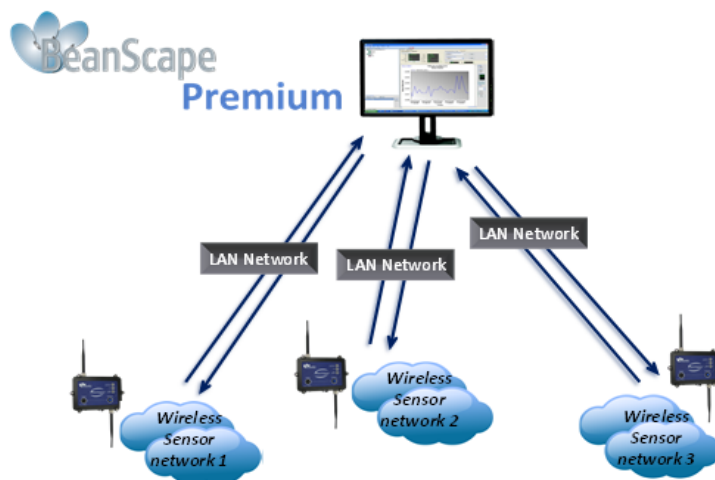 BeanScape
Premium
LAN Network
LAN Network
LAN Network
Wireless
Sensor
network 1
Wireless
Sensor
network 2
Wireless
Sensor
network 3